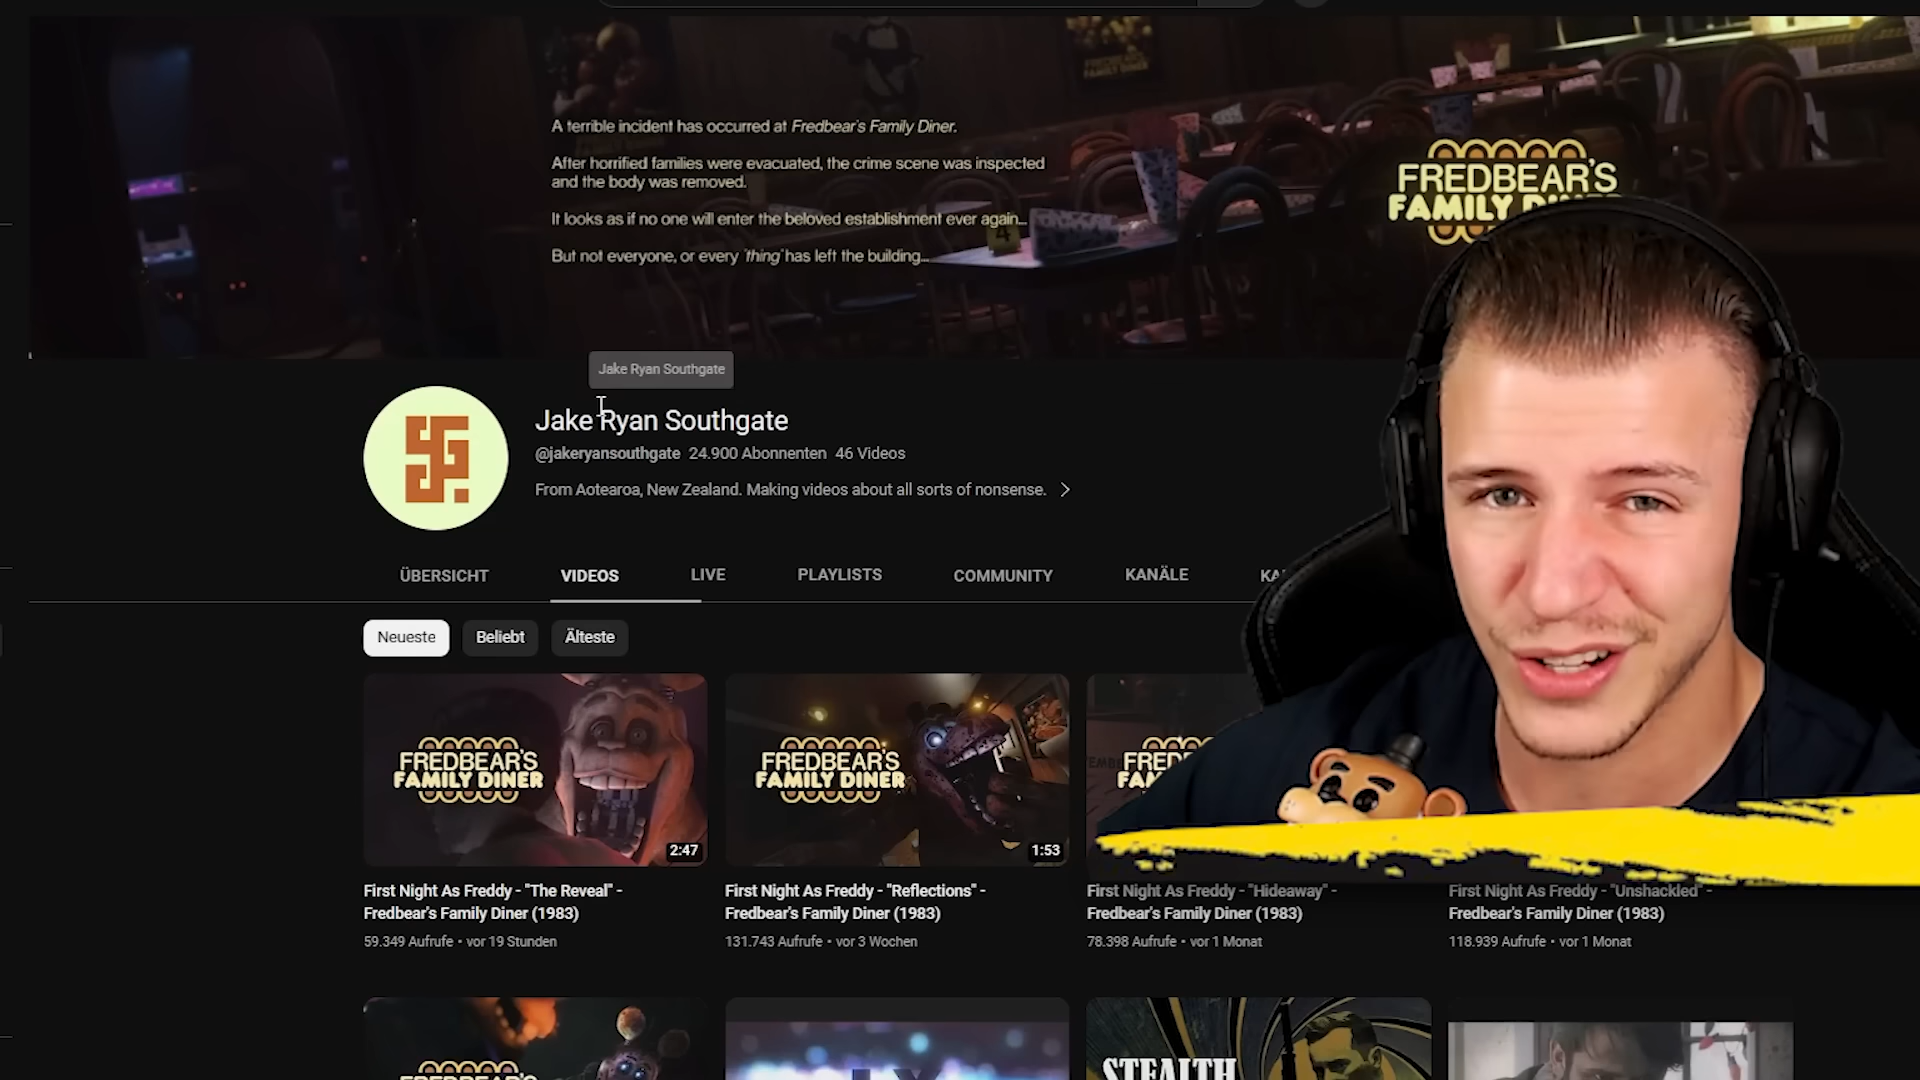 FREDBEAR'S
FAMILY DINER
A terrible incident has occurred at Fredbear's Family Diner.
After horrified families were evacuated, the crime scene was inspected
and the body was removed.
It looks as if no one will enter the beloved establishment ever again...
4
But not everyone, or every 'thing' has left the building...
FREDBEAR'S
FAMILY
Jake Ryan Southgate
Jake Ryan Southgate
@jakeryansouthgate 24.900 Abonnenten 46 Videos
From Aotearoa, New Zealand. Making videos about all sorts of nonsense.
ÜBERSICHT VIDEOS LIVE PLAYLISTS COMMUNITY KANÄLE
Neueste Beliebt Älteste
FREDBEAR'S
FAMILY DINER
2:47
FREDBEAR'S
FAMILY DINER
1:53
First Night As Freddy - "The Reveal" -
Fredbear's Family Diner (1983)
59.349 Aufrufe • vor 19 Stunden
First Night As Freddy - "Reflections" -
Fredbear's Family Diner (1983)
131.743 Aufrufe • vor 3 Wochen
First Night As Freddy - "Hideaway" -
Fredbear's Family Diner (1983)
78.398 Aufrufe • vor 1 Monat
First Night As Freddy - "Unshackled" -
Fredbear's Family Diner (1983)
118.939 Aufrufe • vor 1 Monat
FREDBEAR'S
STEALTH